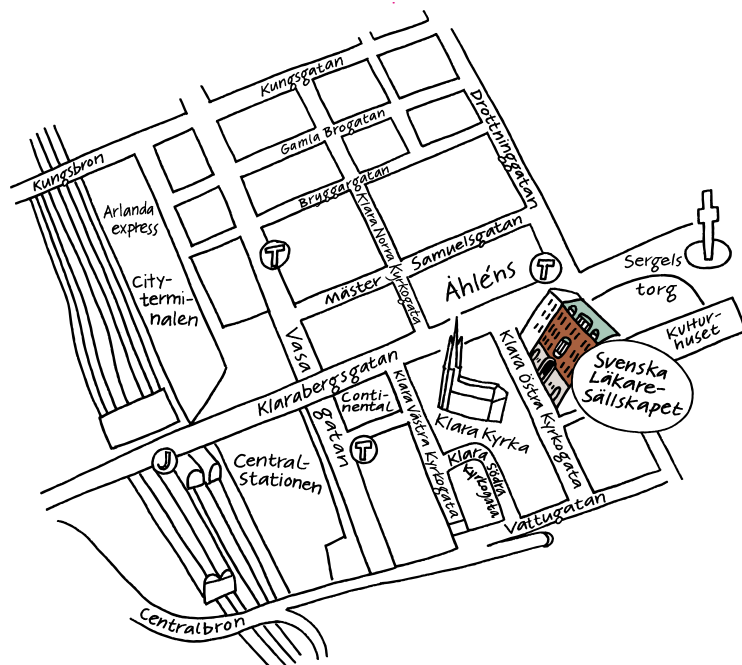 Kungsgatan
Gamla Brogatan
Drottninggatan
Kungsbron
Bryggargatan
Arlanda
express
Klara Norra Kyrkogata
Samuelsgatan
Mäster
T
T
Sergels
torg
City-
termi-
nalen
Åhléns
Kultur-
huset
Vasa
gatan
Klarabergsgatan
Klara Östra Kyrkogata
Svenska
Läkare-
Sällskapet
Conti-
nental
Klara Västra Kyrkogata
Klara Kyrka
T
J
Central-
Stationen
Klara Södra
Kyrkogata
Vattugatan
Centralbron